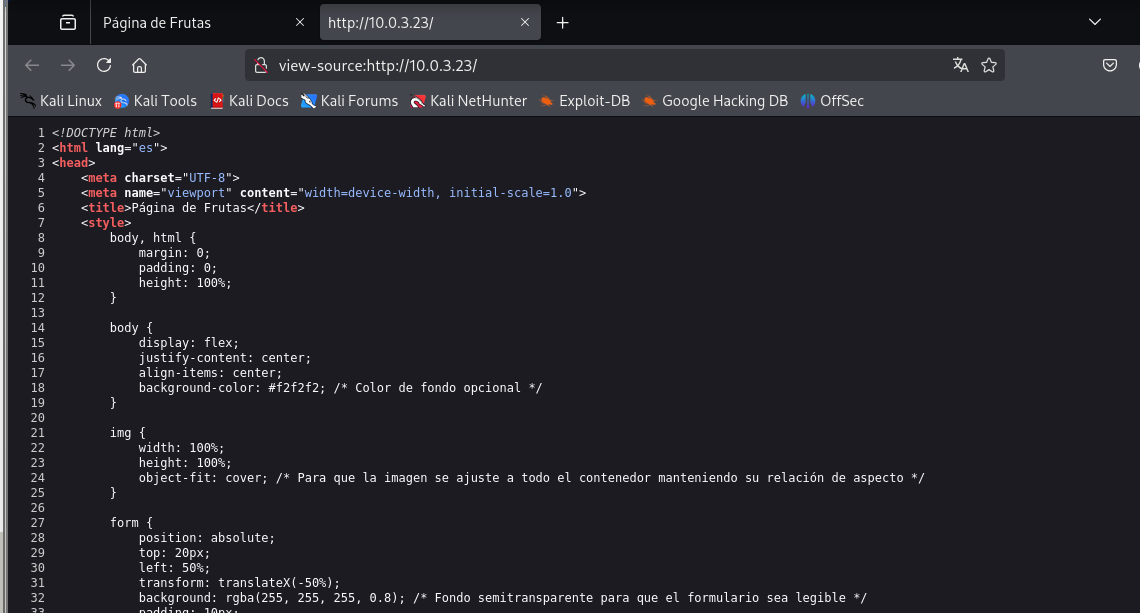 Página de Frutas
http://10.0.3.23/
view-source:http://10.0.3.23/
Kali Linux Kali Tools Kali Docs Kali Forums Kali NetHunter Exploit-DB Google Hacking DB OffSec
1 <!DOCTYPE html>
2 <html lang="es">
3 <head>
4     <meta charset="UTF-8">
5     <meta name="viewport" content="width=device-width, initial-scale=1.0">
6     <title>Página de Frutas</title>
7     <style>
8         body, html {
9             margin: 0;
10             padding: 0;
11             height: 100%;
12         }
13
14         body {
15             display: flex;
16             justify-content: center;
17             align-items: center;
18             background-color: #f2f2f2; /* Color de fondo opcional */
19         }
20
21         img {
22             width: 100%;
23             height: 100%;
24             object-fit: cover; /* Para que la imagen se ajuste a todo el contenedor manteniendo su relación de aspecto */
25         }
26
27         form {
28             position: absolute;
29             top: 20px;
30             left: 50%;
31             transform: translateX(-50%);
32             background: rgba(255, 255, 255, 0.8); /* Fondo semitransparente para que el formulario sea legible */
33             padding: 10px;